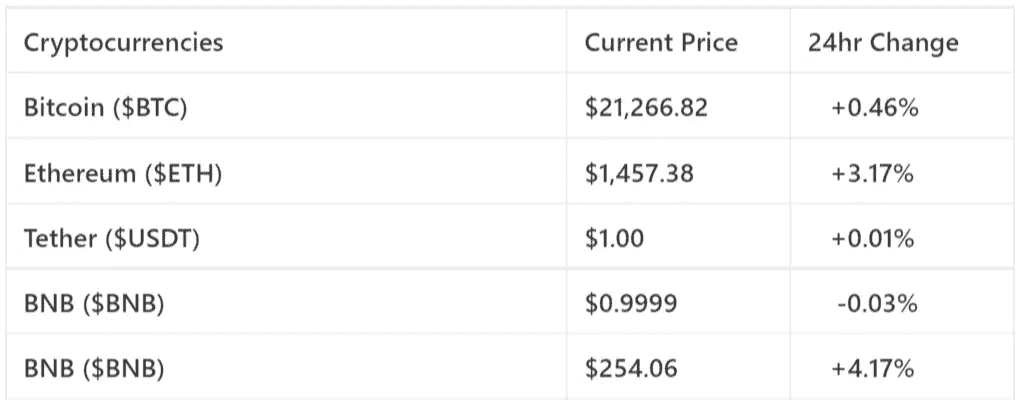 Cryptocurrencies Current Price 24hr Change
Bitcoin ($BTC) $21,266.82 +0.46%
Ethereum ($ETH) $1,457.38 +3.17%
Tether ($USDT) $1.00 +0.01%
BNB ($BNB) $0.9999 -0.03%
BNB ($BNB) $254.06 +4.17%